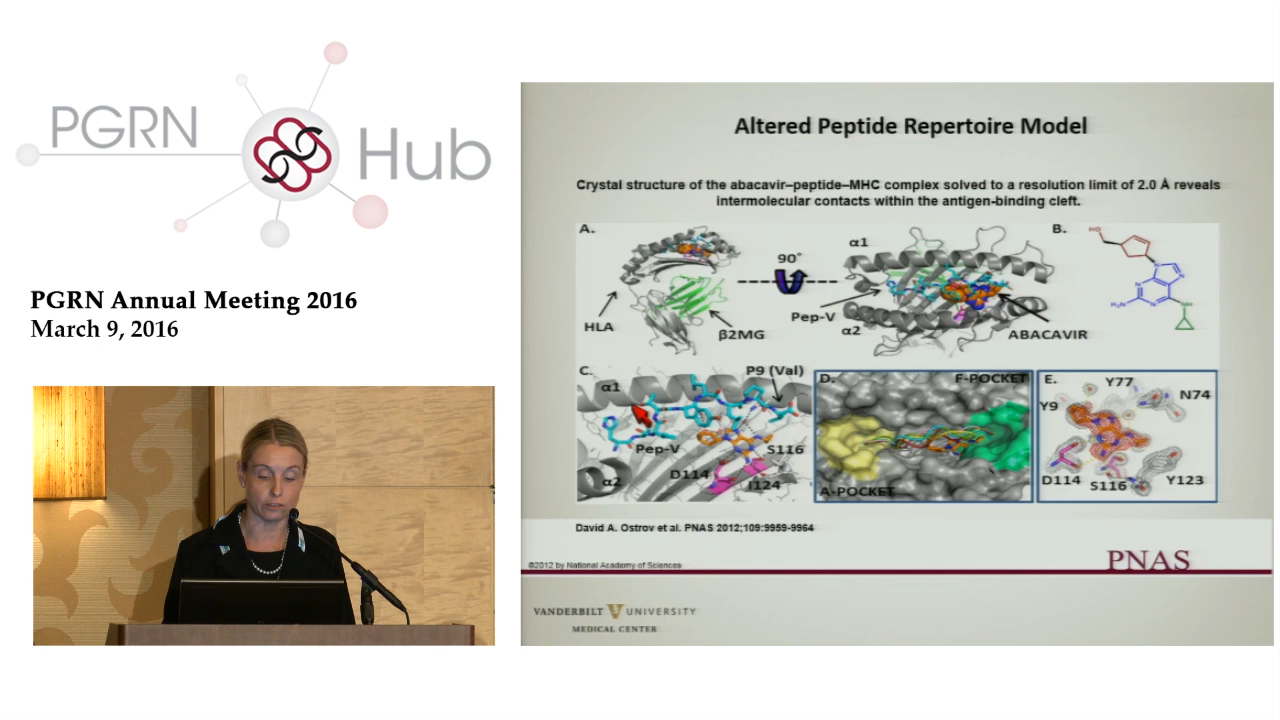 PGRN
Hub
PGRN Annual Meeting 2016
March 9, 2016
Altered Peptide Repertoire Model
Crystal structure of the abacavir–peptide–MHC complex solved to a resolution limit of 2.0 Å reveals
intermolecular contacts within the antigen-binding cleft.
A.
HLA
β2MG
90°
α1
Pep-V
α2
ABACAVIR
B.
HO
N
N
N
N
H₂N
NH
C.
α1
P9 (Val)
Pep-V
S116
D114
I124
α2
D.
F-POCKET
A-POCKET
E.
Y77
N74
Y9
D114
S116
Y123
David A. Ostrov et al. PNAS 2012;109:9959-9964
©2012 by National Academy of Sciences
PNAS
VANDERBILT V UNIVERSITY
MEDICAL CENTER